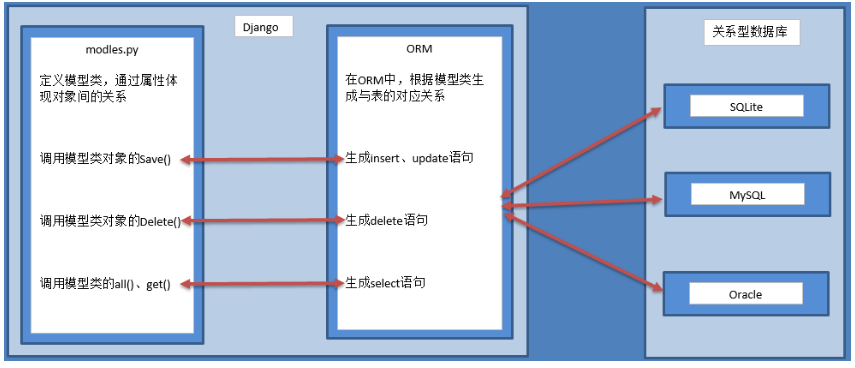 Django
modles.py
定义模型类，通过属性体
现对象间的关系
调用模型类对象的Save()
调用模型类对象的Delete()
调用模型类的all()、get()
ORM
在ORM中，根据模型类生
成与表的对应关系
生成insert、update语句
生成delete语句
生成select语句
关系型数据库
SQLite
MySQL
Oracle